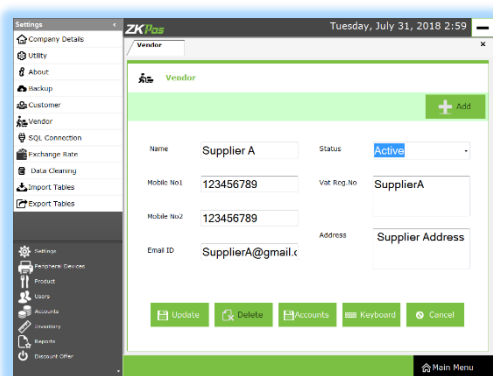 Settings <
ZKPos
Tuesday, July 31, 2018 2:59
Company Details
Utility
About
Backup
Customer
Vendor
SQL Connection
Exchange Rate
Data Cleaning
Import Tables
Export Tables
Settings
Peripheral Devices
Product
Users
Accounts
Inventory
Reports
Discount Offer
Vendor
x
Vendor
Add
Name
Supplier A
Status
Active
Mobile No1
123456789
Vat Reg.No
SupplierA
Mobile No2
123456789
Address
Supplier Address
Email ID
SupplierA@gmail.c
Update
Delete
Accounts
Keyboard
Cancel
Main Menu